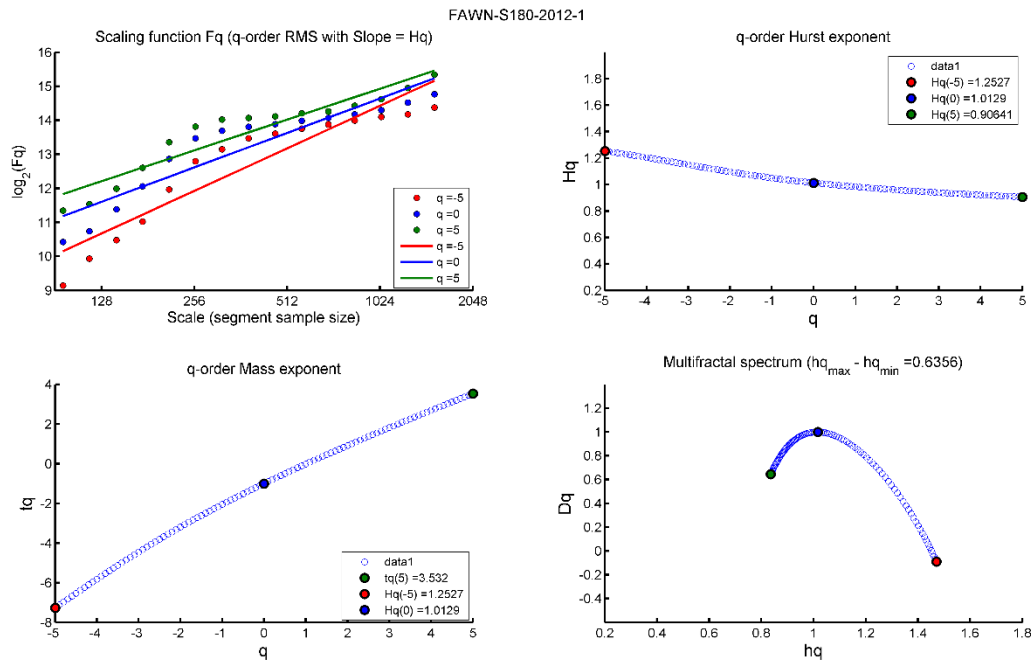 FAWN-S180-2012-1
Scaling function Fq (q-order RMS with Slope = Hq)
16
15
14
13
12
11
10
9
log2(Fq)
128 256 512 1024 2048
Scale (segment sample size)
q =-5
q =0
q =5
q =-5
q =0
q =5
q-order Hurst exponent
1.8
1.6
1.4
1.2
1
0.8
0.6
0.4
0.2
Hq
-5 -4 -3 -2 -1 0 1 2 3 4 5
q
data1
Hq(-5)=1.2527
Hq(0)=1.0129
Hq(5)=0.90641
q-order Mass exponent
4
2
0
-2
-4
-6
-8
tq
-5 -4 -3 -2 -1 0 1 2 3 4 5
q
data1
tq(5) =3.532
Hq(-5)=1.2527
Hq(0)=1.0129
Multifractal spectrum (hqmax - hqmin =0.6356)
1.2
1
0.8
0.6
0.4
0.2
0
-0.2
-0.4
Dq
0.2 0.4 0.6 0.8 1 1.2 1.4 1.6 1.8
hq